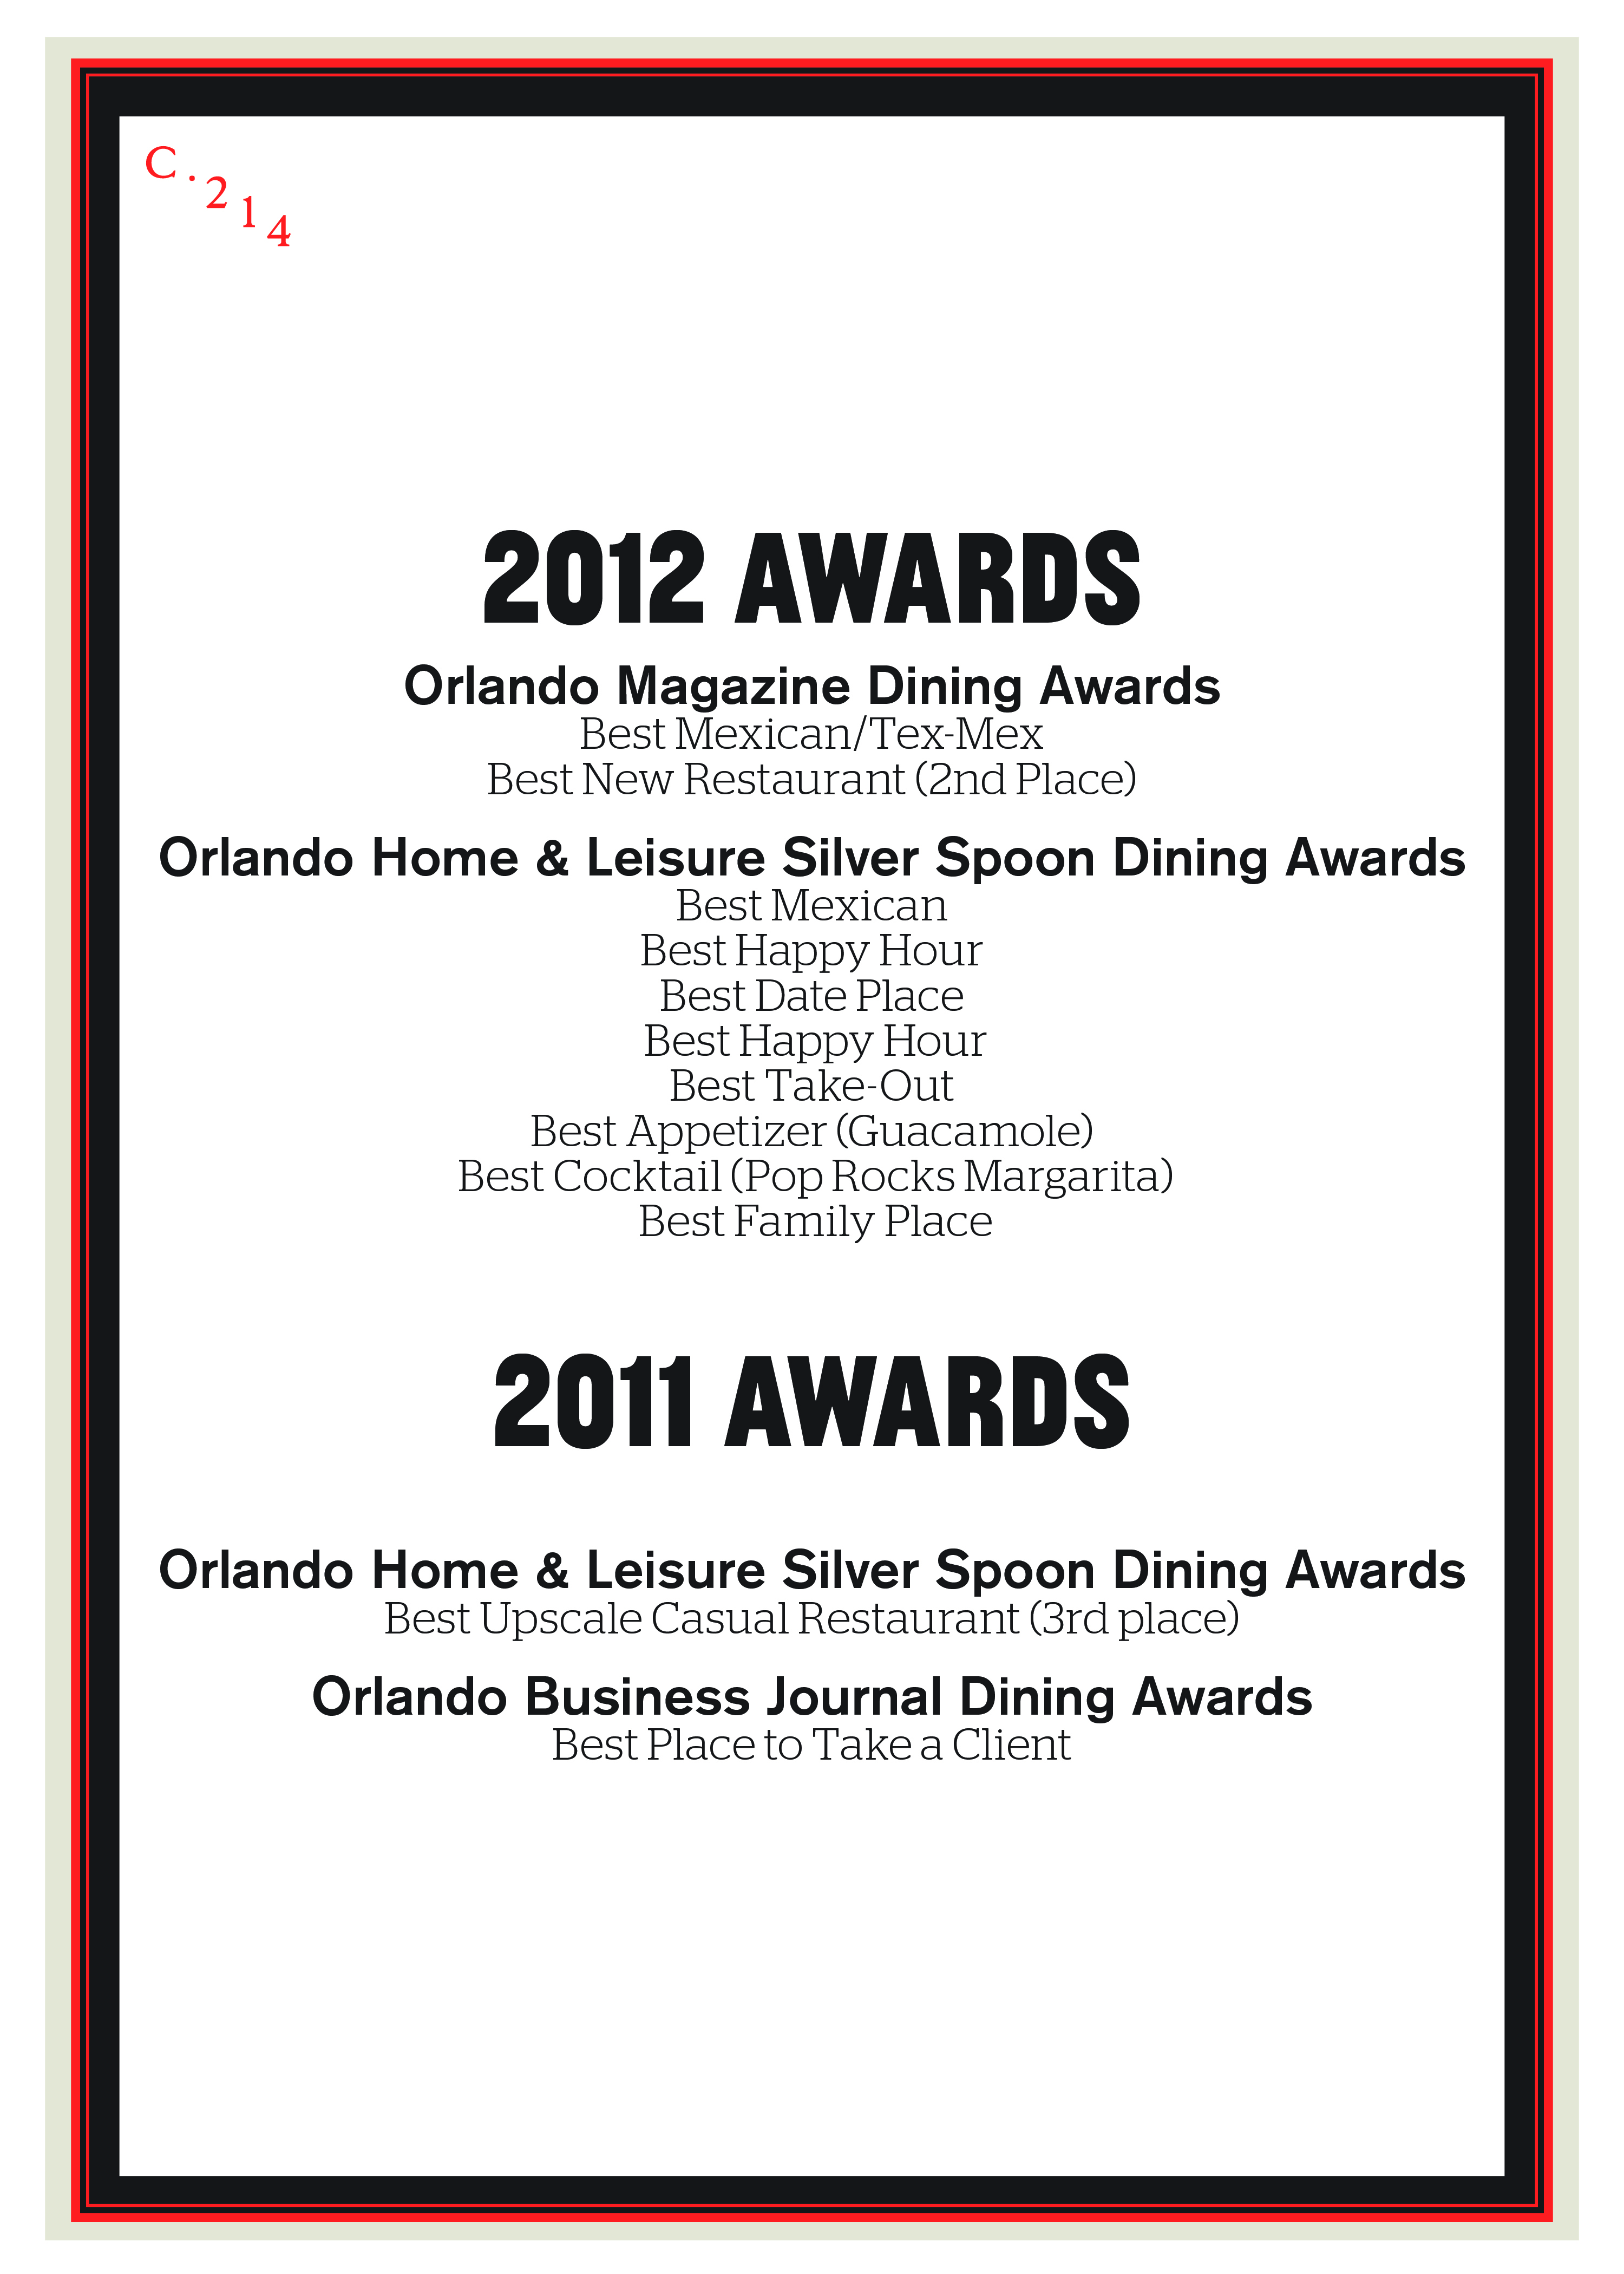 C.214
2012 AWARDS
Orlando Magazine Dining Awards
Best Mexican/Tex-Mex
Best New Restaurant (2nd Place)
Orlando Home & Leisure Silver Spoon Dining Awards
Best Mexican
Best Happy Hour
Best Date Place
Best Happy Hour
Best Take-Out
Best Appetizer (Guacamole)
Best Cocktail (Pop Rocks Margarita)
Best Family Place
2011 AWARDS
Orlando Home & Leisure Silver Spoon Dining Awards
Best Upscale Casual Restaurant (3rd place)
Orlando Business Journal Dining Awards
Best Place to Take a Client